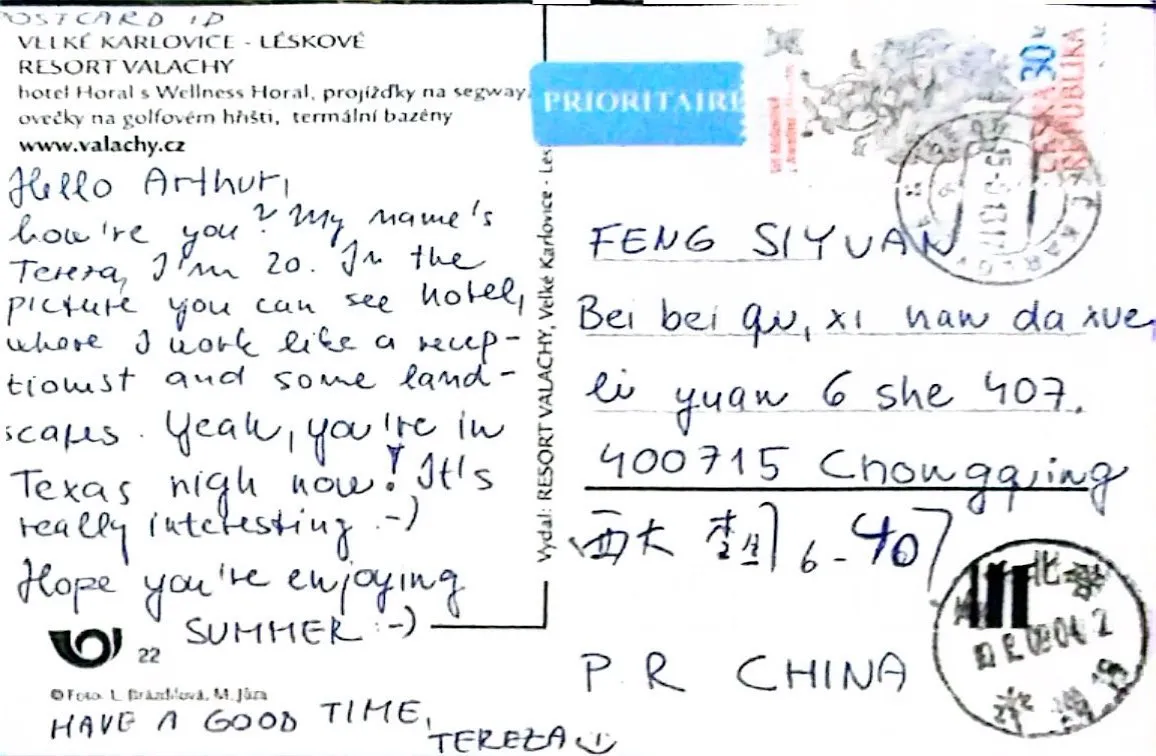 POSTCARD ID
VELKÉ KARLOVICE - LÉSKOVÉ
RESORT VALACHY
hotel Horal s Wellness Horal, projížďky na segway,
ovečky na golfovém hřišti, termální bazény
www.valachy.cz
Hello Arthur,
how're you? My name's
Tereza, I'm 20. In the
picture you can see hotel,
where I work like a recep-
tionist and some land-
scapes. Yeah, you're in
Texas nigh now! It's
really interesting :-)
Hope you're enjoying
SUMMER :-)
22
©Foto: L. Brázdilová, M. Jůza
HAVE A GOOD TIME,
TEREZA
Vydal: RESORT VALACHY, Velké Karlovice - Les
PRIORITAIRE
30
ČESKÁ
REPUBLIKA
FENG SIYUAN
Bei bei qu, xi nan da xue
li yuan 6 she 407.
400715 Chongqing
西大 李园 6-407
P.R CHINA
北